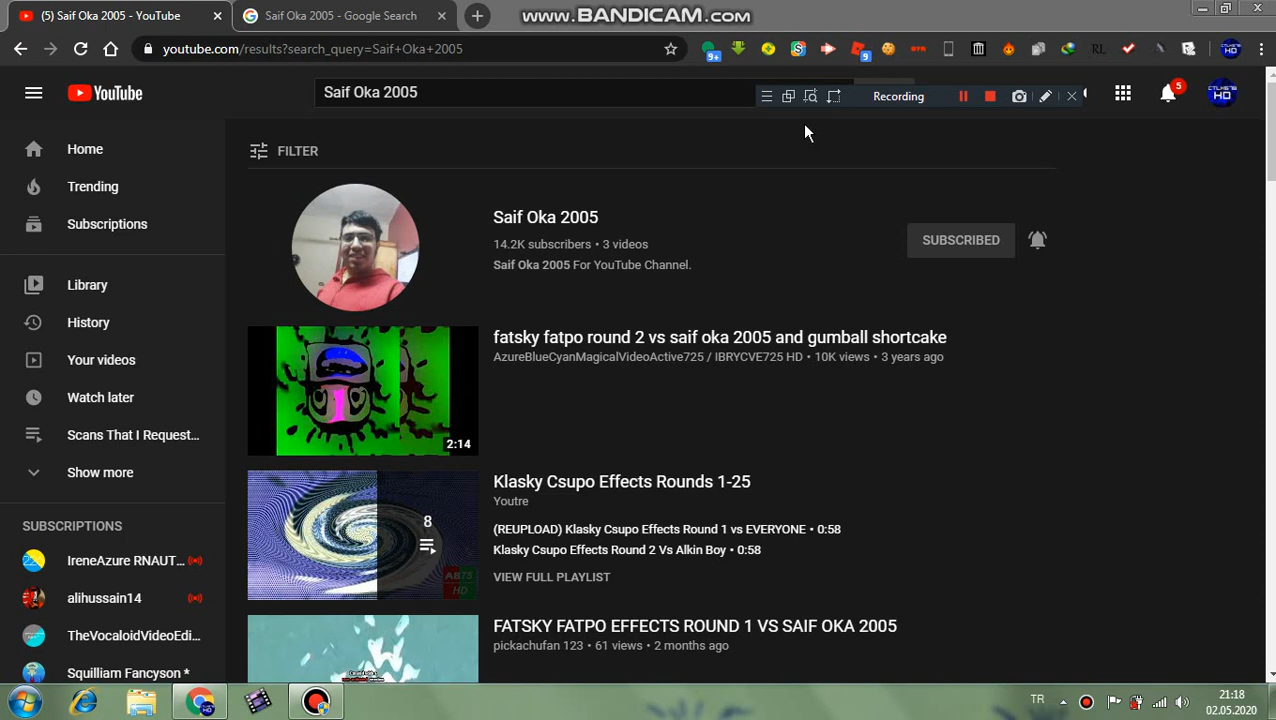 (5) Saif Oka 2005 - YouTube
Saif Oka 2005 - Google Search
www.BANDICAM.com
youtube.com/results?search_query=Saif+Oka+2005
9+
9
RL
YouTube
Saif Oka 2005
Recording
5
Home
Trending
Subscriptions
Library
History
Your videos
Watch later
Scans That I Request...
Show more
SUBSCRIPTIONS
IreneAzure RNAUT...
alihussain14
TheVocaloidVideoEdi...
Squilliam Fancyson *
FILTER
Saif Oka 2005
14.2K subscribers • 3 videos
Saif Oka 2005 For YouTube Channel.
SUBSCRIBED
fatsky fatpo round 2 vs saif oka 2005 and gumball shortcake
AzureBlueCyanMagicalVideoActive725 / IBRYCVE725 HD • 10K views • 3 years ago
2:14
Klasky Csupo Effects Rounds 1-25
Youtre
(REUPLOAD) Klasky Csupo Effects Round 1 vs EVERYONE • 0:58
Klasky Csupo Effects Round 2 Vs Alkin Boy • 0:58
VIEW FULL PLAYLIST
8
AB75
HD
FATSKY FATPO EFFECTS ROUND 1 VS SAIF OKA 2005
pickachufan 123 • 61 views • 2 months ago
TR
21:18
02.05.2020